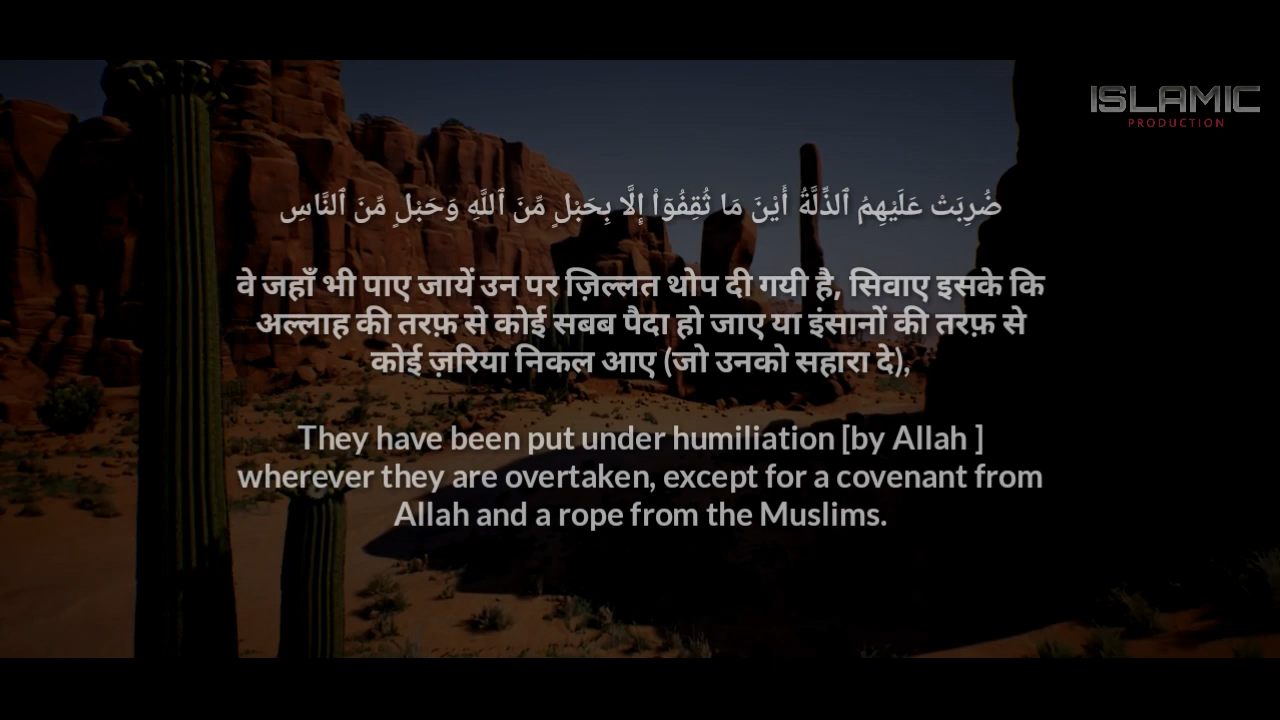 ISLAMIC
PRODUCTION
ضُرِبَتْ عَلَيْهِمُ ٱلذِّلَّةُ أَيْنَ مَا ثُقِفُوٓا۟ إِلَّا بِحَبْلٍ مِّنَ ٱللَّهِ وَحَبْلٍ مِّنَ ٱلنَّاسِ
वे जहाँ भी पाए जायें उन पर ज़िल्लत थोप दी गयी है, सिवाए इसके कि
अल्लाह की तरफ़ से कोई सबब पैदा हो जाए या इंसानों की तरफ़ से
कोई ज़रिया निकल आए (जो उनको सहारा दे),
They have been put under humiliation [by Allah ]
wherever they are overtaken, except for a covenant from
Allah and a rope from the Muslims.